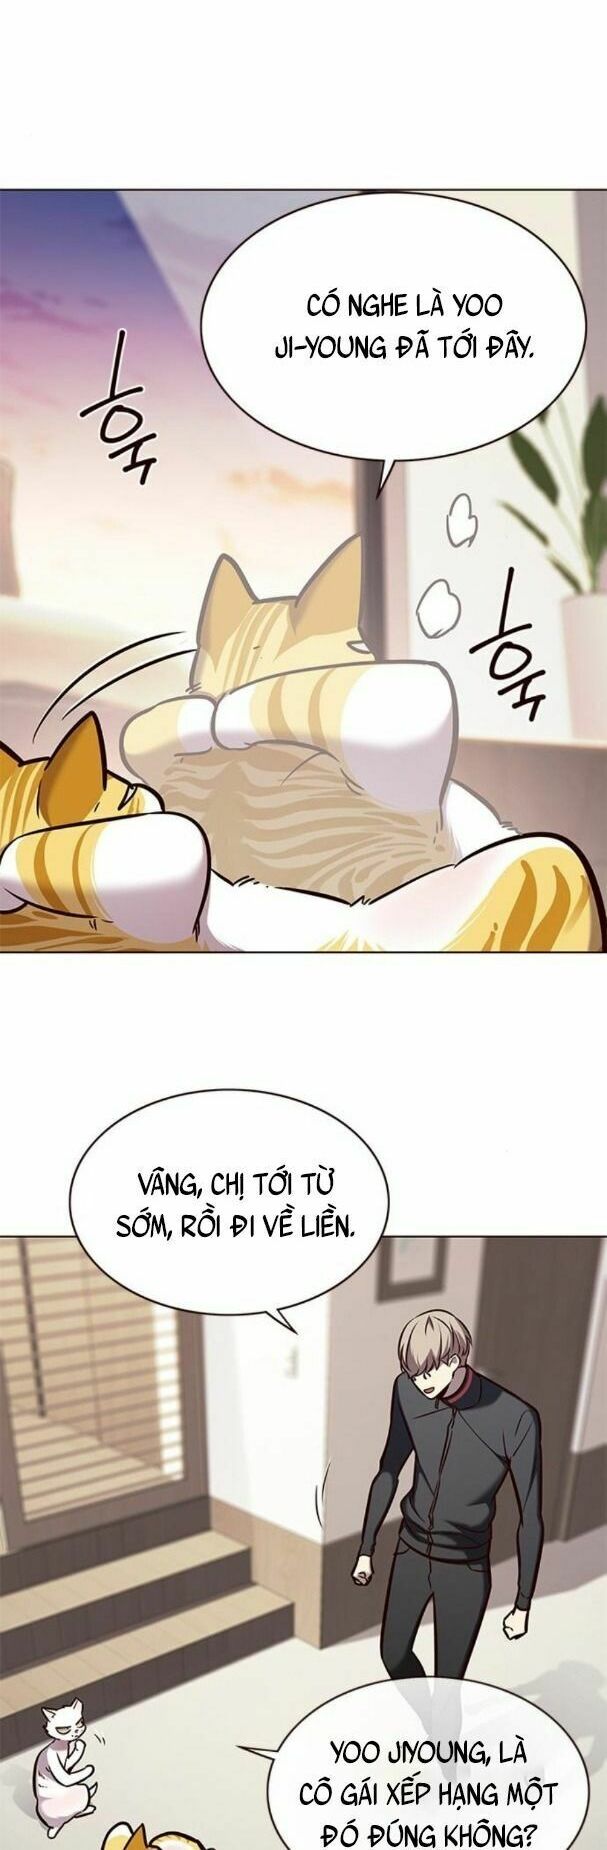 CÓ NGHE LÀ YOO
JI-YOUNG ĐÃ TỚI ĐÂY.
VÂNG, CHỊ TỚI TỪ
SỚM, RỒI ĐI VỀ LIỀN.
YOO JIYOUNG, LÀ
CÔ GÁI XẾP HẠNG MỘT
ĐÓ ĐÚNG KHÔNG?